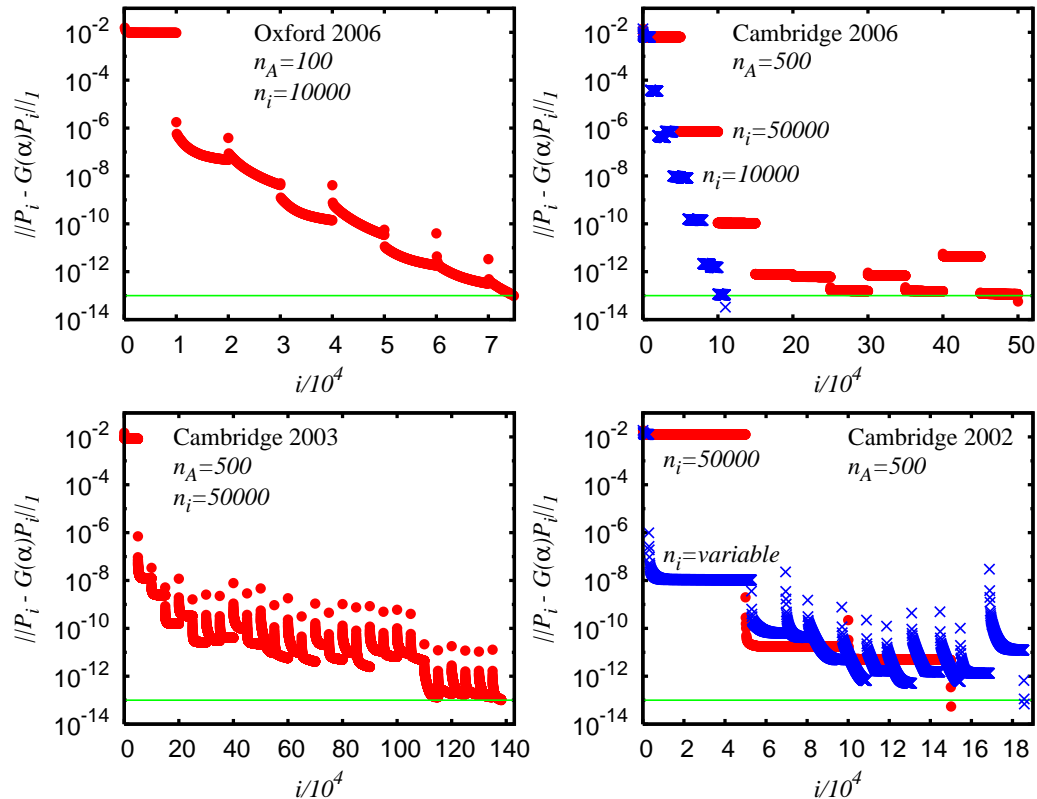 10^-2
10^-4
10^-6
10^-8
10^-10
10^-12
10^-14
||P_i - G(α)P_i||_1
Oxford 2006
n_A=100
n_i=10000
0 1 2 3 4 5 6 7
i/10^4
10^-2
10^-4
10^-6
10^-8
10^-10
10^-12
10^-14
||P_i - G(α)P_i||_1
Cambridge 2006
n_A=500
n_i=50000
n_i=10000
0 10 20 30 40 50
i/10^4
10^-2
10^-4
10^-6
10^-8
10^-10
10^-12
10^-14
||P_i - G(α)P_i||_1
Cambridge 2003
n_A=500
n_i=50000
0 20 40 60 80 100 120 140
i/10^4
10^-2
10^-4
10^-6
10^-8
10^-10
10^-12
10^-14
||P_i - G(α)P_i||_1
Cambridge 2002
n_i=50000
n_A=500
n_i=variable
0 2 4 6 8 10 12 14 16 18
i/10^4